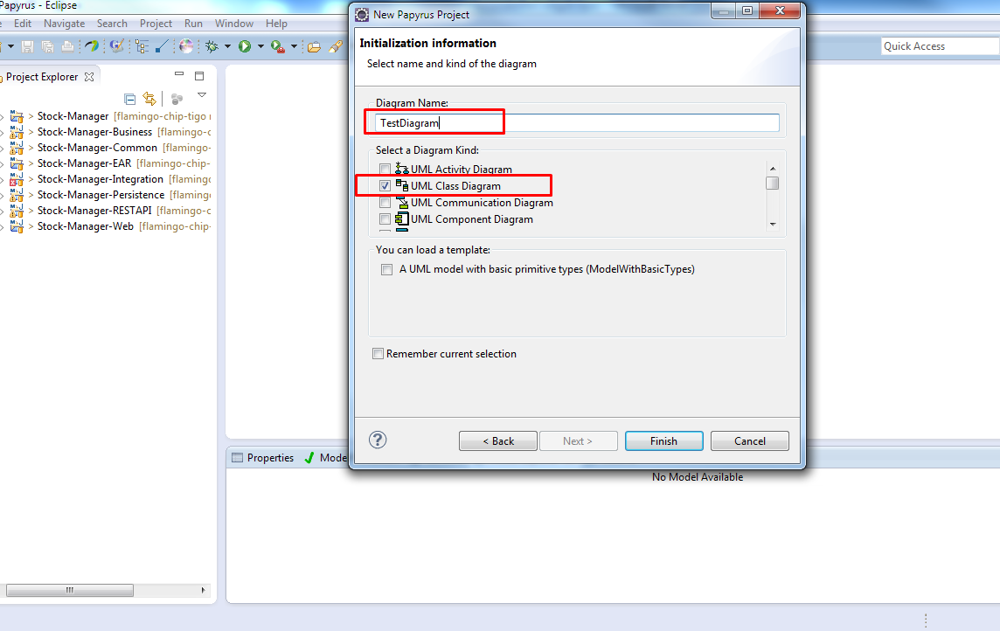 Papyrus - Eclipse
Edit Navigate Search Project Run Window Help
Quick Access
Project Explorer
> Stock-Manager [flamingo-chip-tigo
> Stock-Manager-Business [flamingo-c
> Stock-Manager-Common [flamingo-
> Stock-Manager-EAR [flamingo-chip-
> Stock-Manager-Integration [flaming
> Stock-Manager-Persistence [flaming
> Stock-Manager-RESTAPI [flamingo-c
> Stock-Manager-Web [flamingo-chip-
New Papyrus Project
Initialization information
Select name and kind of the diagram
Diagram Name:
TestDiagram
Select a Diagram Kind:
UML Activity Diagram
UML Class Diagram
UML Communication Diagram
UML Component Diagram
You can load a template:
A UML model with basic primitive types (ModelWithBasicTypes)
Remember current selection
?
< Back Next > Finish Cancel
Properties Mode
No Model Available